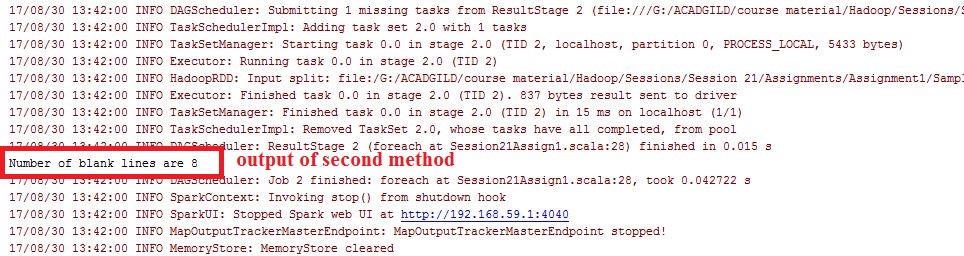 17/08/30 13:42:00 INFO DAGScheduler: Submitting 1 missing tasks from ResultStage 2 (file:///G:/ACADGILD/course material/Hadoop/Sessions/S
17/08/30 13:42:00 INFO TaskSchedulerImpl: Adding task set 2.0 with 1 tasks
17/08/30 13:42:00 INFO TaskSetManager: Starting task 0.0 in stage 2.0 (TID 2, localhost, partition 0, PROCESS_LOCAL, 5433 bytes)
17/08/30 13:42:00 INFO Executor: Running task 0.0 in stage 2.0 (TID 2)
17/08/30 13:42:00 INFO HadoopRDD: Input split: file:/G:/ACADGILD/course material/Hadoop/Sessions/Session 21/Assignments/Assignment1/Sampl
17/08/30 13:42:00 INFO Executor: Finished task 0.0 in stage 2.0 (TID 2). 837 bytes result sent to driver
17/08/30 13:42:00 INFO TaskSetManager: Finished task 0.0 in stage 2.0 (TID 2) in 15 ms on localhost (1/1)
17/08/30 13:42:00 INFO TaskSchedulerImpl: Removed TaskSet 2.0, whose tasks have all completed, from pool
17/08/30 13:42:00 INFO DAGScheduler: ResultStage 2 (foreach at Session21Assign1.scala:28) finished in 0.015 s
Number of blank lines are 8 output of second method
17/08/30 13:42:00 INFO DAGScheduler: Job 2 finished: foreach at Session21Assign1.scala:28, took 0.042722 s
17/08/30 13:42:00 INFO SparkContext: Invoking stop() from shutdown hook
17/08/30 13:42:00 INFO SparkUI: Stopped Spark web UI at http://192.168.59.1:4040
17/08/30 13:42:00 INFO MapOutputTrackerMasterEndpoint: MapOutputTrackerMasterEndpoint stopped!
17/08/30 13:42:00 INFO MemoryStore: MemoryStore cleared